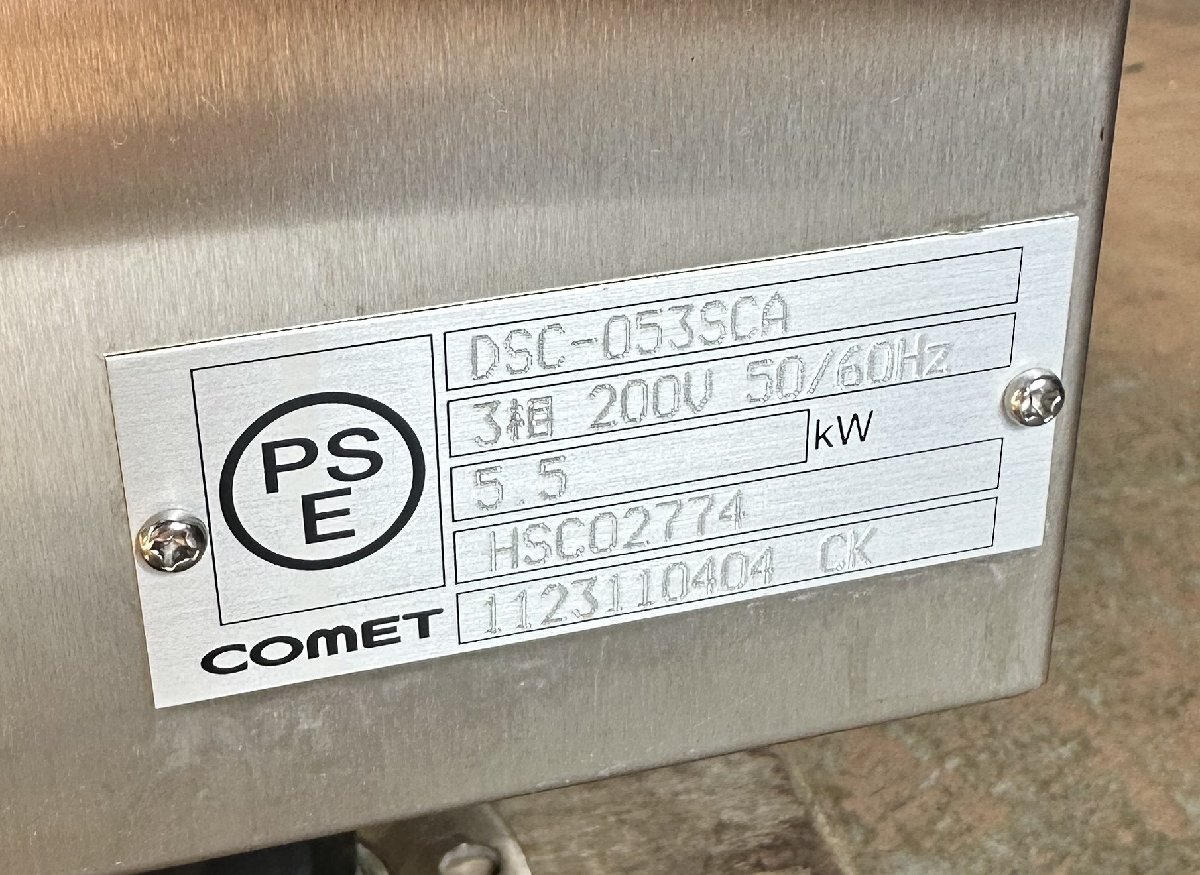 PS
E
COMET
DSC-053SCA
3相 200V 50/60Hz
5.5 kW
HSC02774
1123110404 CK